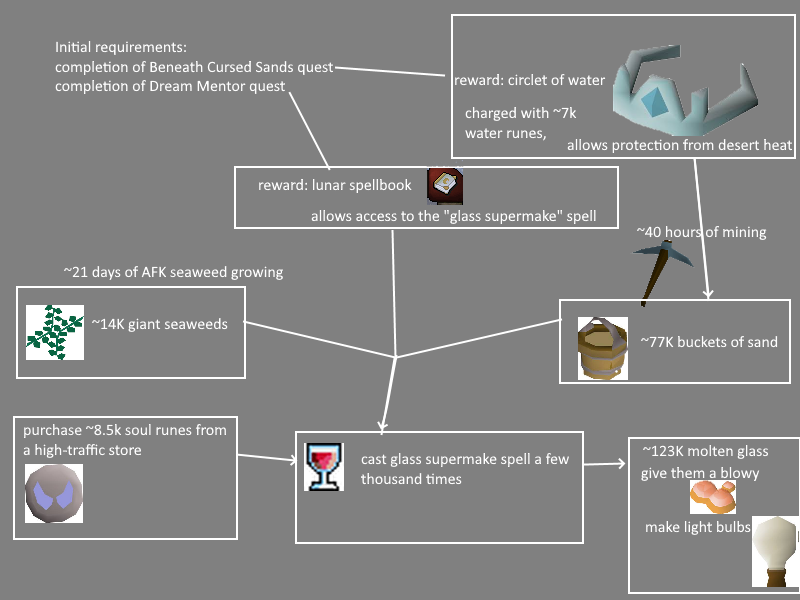 Initial requirements:
completion of Beneath Cursed Sands quest
completion of Dream Mentor quest
reward: circlet of water
charged with ~7k
water runes,
allows protection from desert heat
reward: lunar spellbook
allows access to the "glass supermake" spell
~40 hours of mining
~21 days of AFK seaweed growing
~14K giant seaweeds
~77K buckets of sand
purchase ~8.5k soul runes from
a high-traffic store
cast glass supermake spell a few
thousand times
~123K molten glass
give them a blowy
make light bulbs